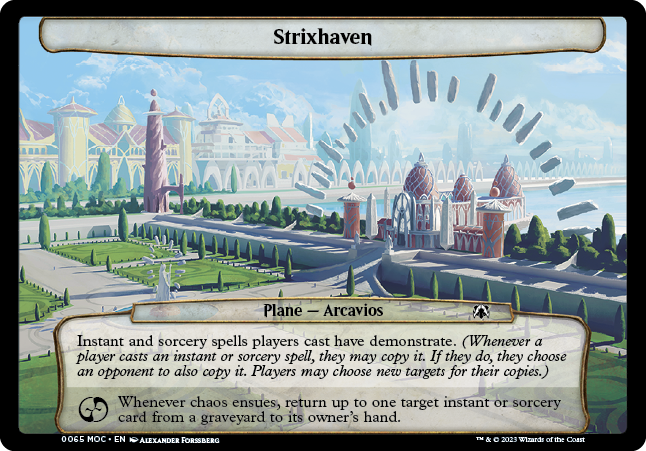 Strixhaven
Plane — Arcavios
Instant and sorcery spells players cast have demonstrate. (Whenever a
player casts an instant or sorcery spell, they may copy it. If they do, they choose
an opponent to also copy it. Players may choose new targets for their copies.)
Whenever chaos ensues, return up to one target instant or sorcery
card from a graveyard to its owner's hand.
0065 MOC • EN Alexander Forssberg
™ & © 2023 Wizards of the Coast